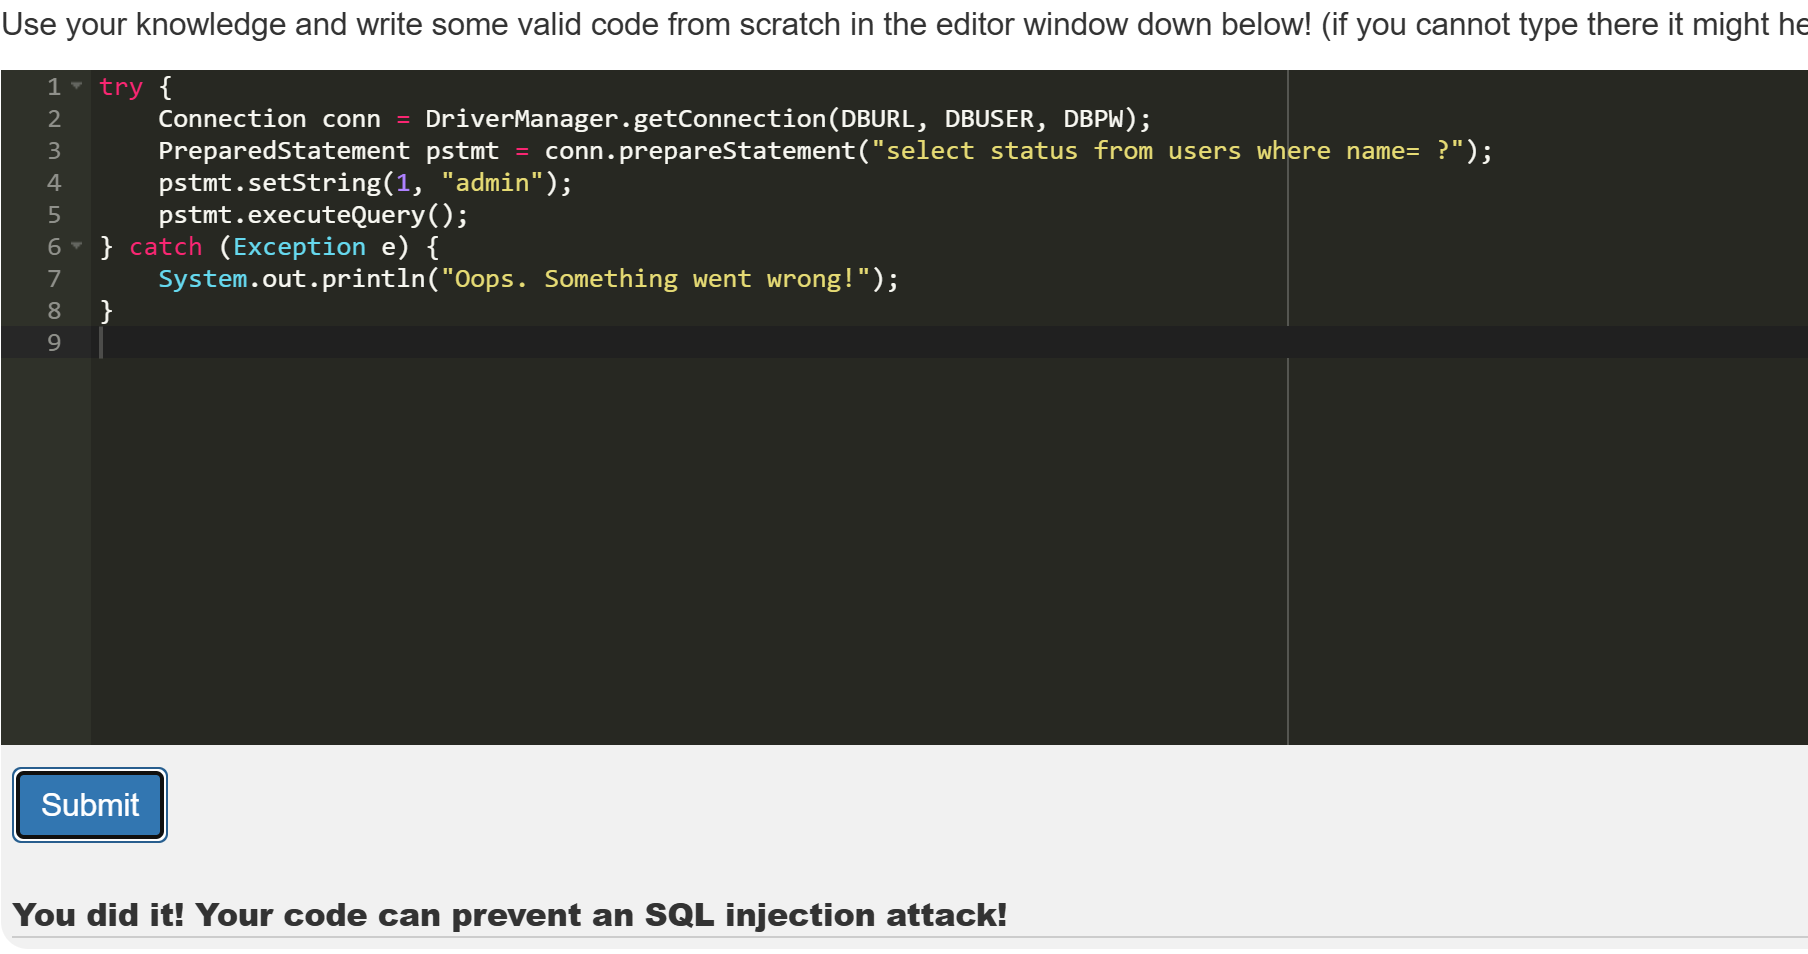 Use your knowledge and write some valid code from scratch in the editor window down below! (if you cannot type there it might he
1 try {
2     Connection conn = DriverManager.getConnection(DBURL, DBUSER, DBPW);
3     PreparedStatement pstmt = conn.prepareStatement("select status from users where name= ?");
4     pstmt.setString(1, "admin");
5     pstmt.executeQuery();
6 } catch (Exception e) {
7     System.out.println("Oops. Something went wrong!");
8 }
9
Submit
You did it! Your code can prevent an SQL injection attack!